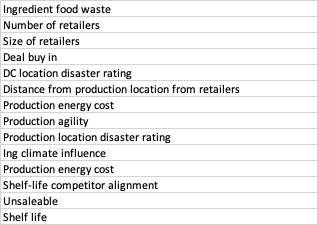 Ingredient food waste
Number of retailers
Size of retailers
Deal buy in
DC location disaster rating
Distance from production location from retailers
Production energy cost
Production agility
Production location disaster rating
Ing climate influence
Production energy cost
Shelf-life competitor alignment
Unsaleable
Shelf life